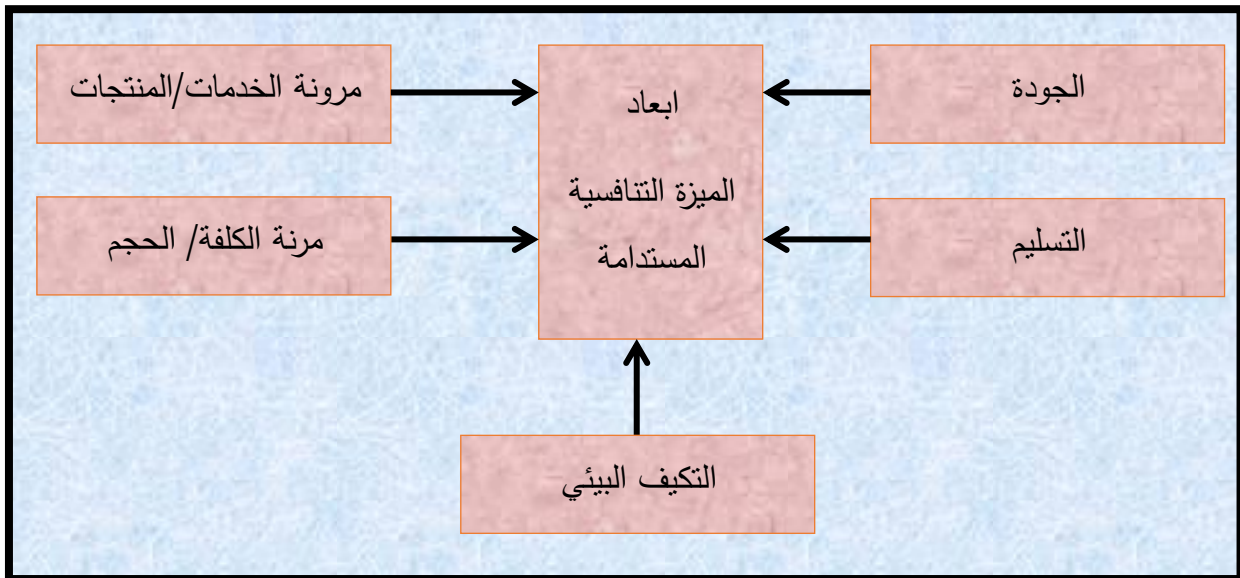 الجودة
ابعاد
مرونة الخدمات/المنتجات
الميزة التنافسية
التسليم
المستدامة
مرنة الكلفة/ الحجم
التكيف البيئي